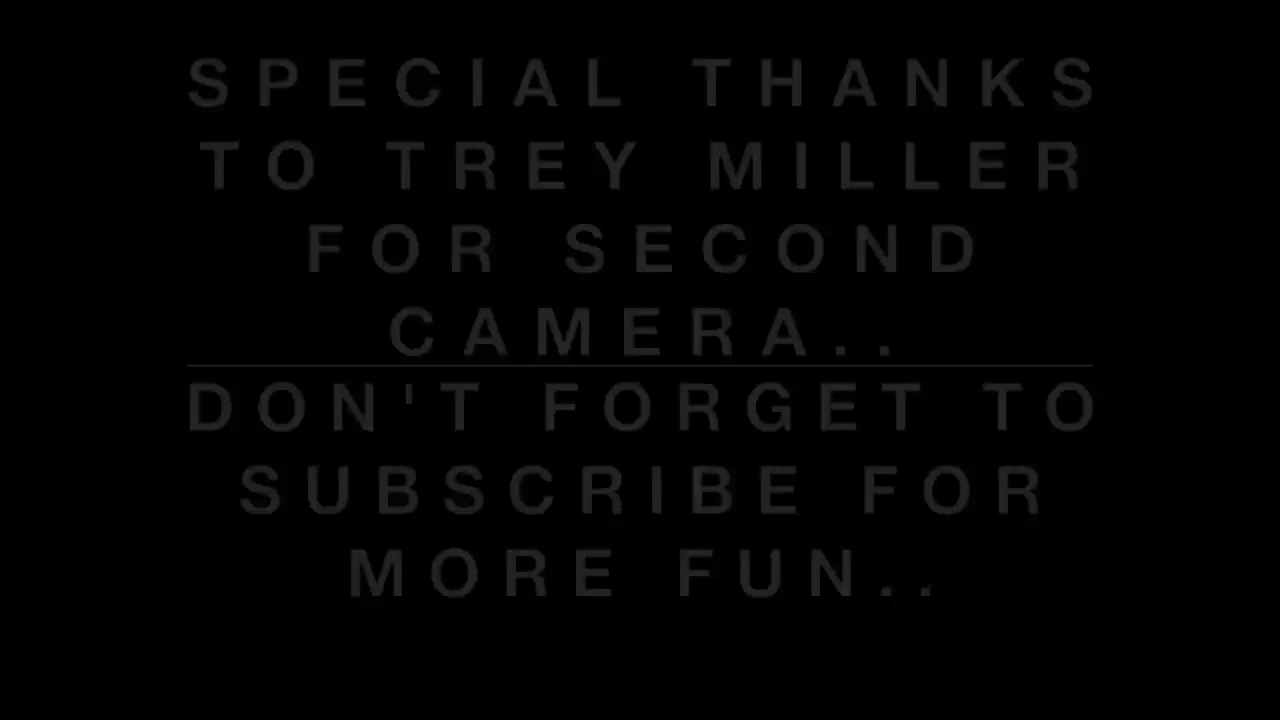 SPECIAL THANKS
TO TREY MILLER
FOR SECOND
CAMERA..
DON'T FORGET TO
SUBSCRIBE FOR
MORE FUN..